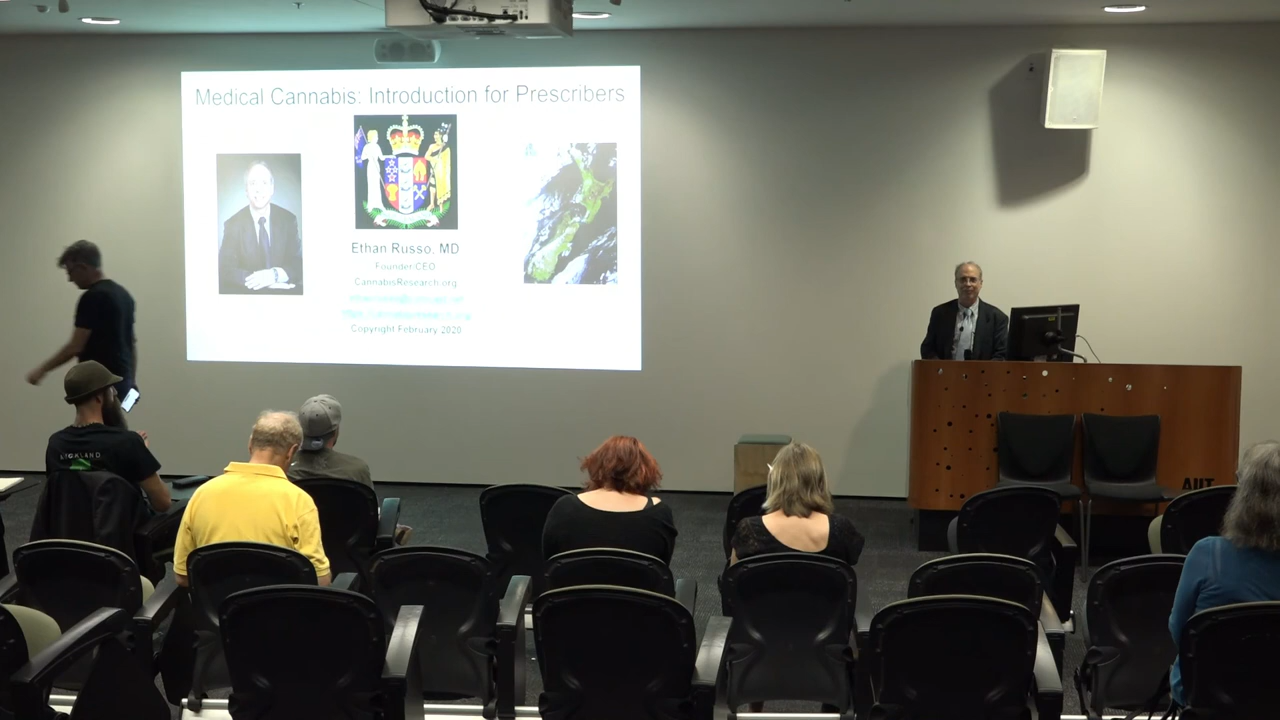 Medical Cannabis: Introduction for Prescribers
Ethan Russo, MD
Founder/CEO
CannabisResearch.org
Copyright February 2020
AUT